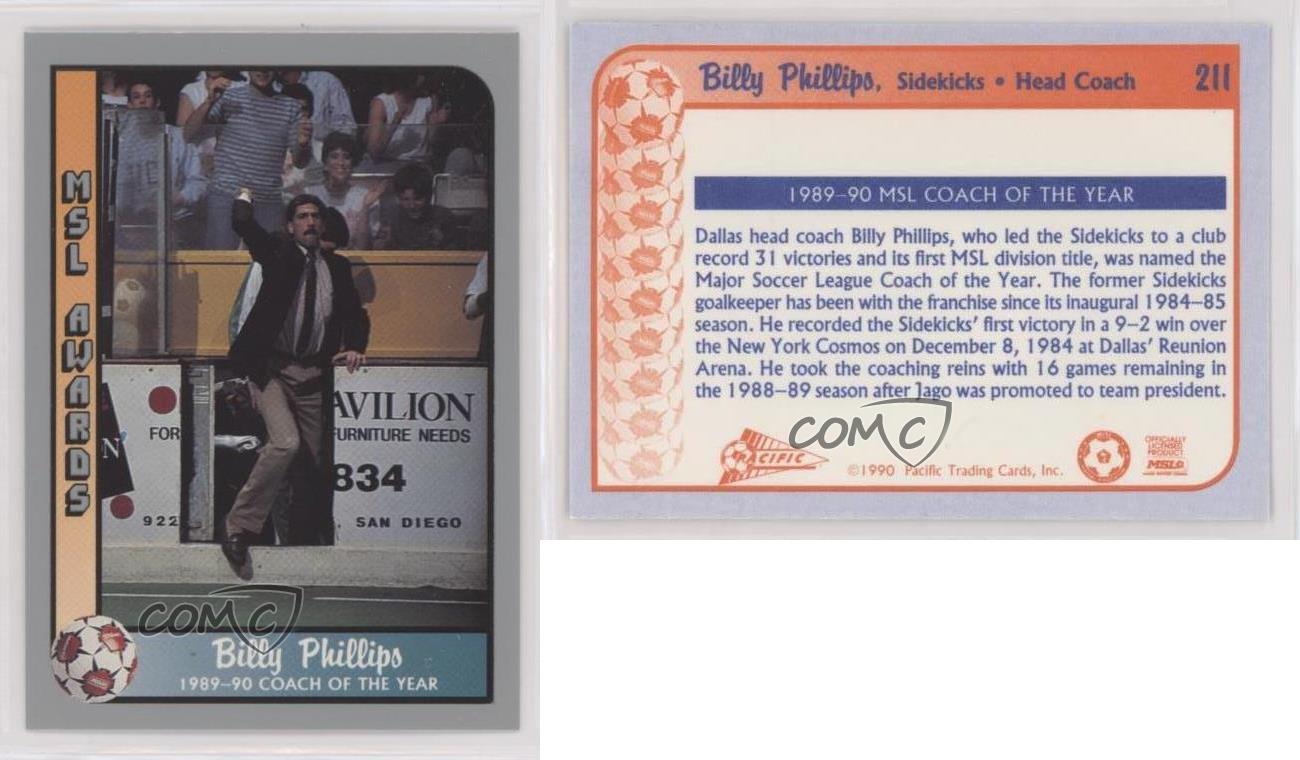 MSL AWARDS
AVILION
FOR
FURNITURE NEEDS
834
922
SAN DIEGO
COMC
Billy Phillips
1989-90 COACH OF THE YEAR
Billy Phillips, Sidekicks • Head Coach 211
1989-90 MSL COACH OF THE YEAR
Dallas head coach Billy Phillips, who led the Sidekicks to a club
record 31 victories and its first MSL division title, was named the
Major Soccer League Coach of the Year. The former Sidekicks
goalkeeper has been with the franchise since its inaugural 1984-85
season. He recorded the Sidekicks' first victory in a 9-2 win over
the New York Cosmos on December 8, 1984 at Dallas' Reunion
Arena. He took the coaching reins with 16 games remaining in
the 1988-89 season after Jago was promoted to team president.
COMC
PACIFIC
©1990 Pacific Trading Cards, Inc.
OFFICIALLY
LICENSED
PRODUCT
MSL